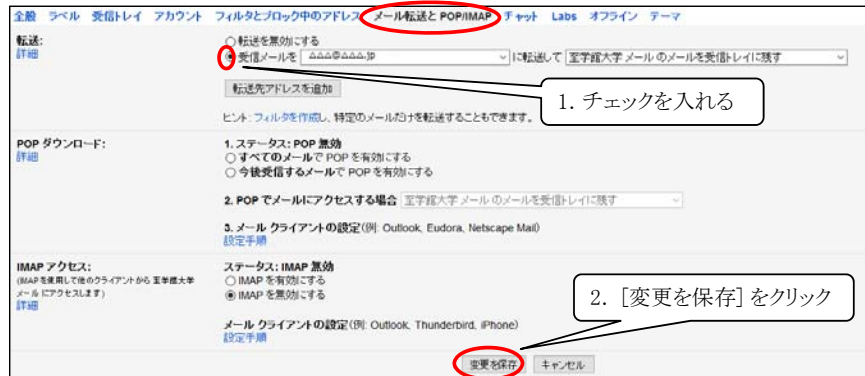 全般 ラベル 受信トレイ アカウント フィルタとブロック中のアドレス メール転送と POP/IMAP チャット Labs オフライン テーマ
転送:
詳細
転送を無効にする
受信メールを △△△@△△△.jp に転送して 至学館大学 メール のメールを受信トレイに残す
転送先アドレスを追加
1. チェックを入れる
ヒント: フィルタを作成し、特定のメールだけを転送することもできます。
POP ダウンロード:
詳細
1. ステータス: POP 無効
すべてのメールで POP を有効にする
今後受信するメールで POP を有効にする
2. POP でメールにアクセスする場合 至学館大学 メール のメールを受信トレイに残す
3. メール クライアントの設定(例: Outlook, Eudora, Netscape Mail)
設定手順
IMAP アクセス:
(IMAP を使用して他のクライアントから 至学館大学
メール にアクセスします)
詳細
ステータス: IMAP 無効
IMAP を有効にする
IMAP を無効にする
2. [変更を保存] をクリック
メール クライアントの設定(例: Outlook, Thunderbird, iPhone)
設定手順
変更を保存 キャンセル